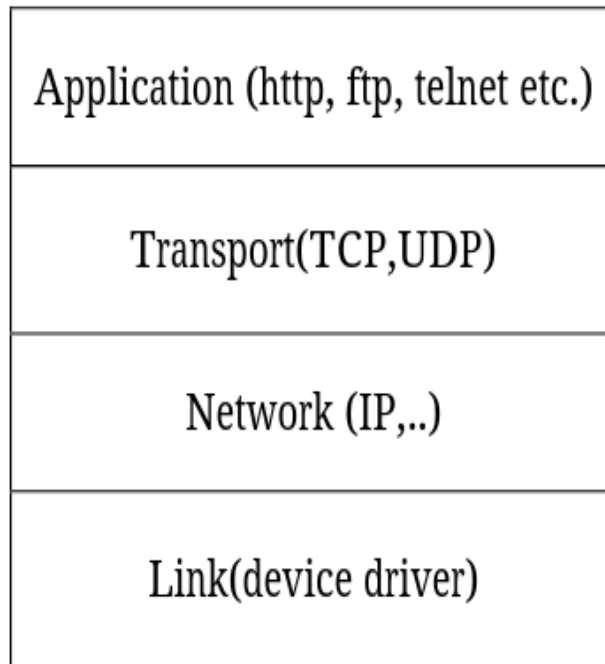 Application (http, ftp, telnet etc.)
Transport(TCP,UDP)
Network (IP,..)
Link(device driver)